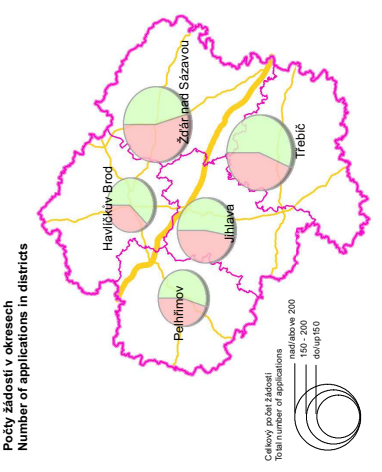 Počty žádostí v okresech
Number of applications in districts
Havlíčkův Brod
Žďár nad Sázavou
Pelhřimov
Jihlava
Třebíč
Celkový počet žádostí
Total number of applications
nad/above 200
150 - 200
do/up150